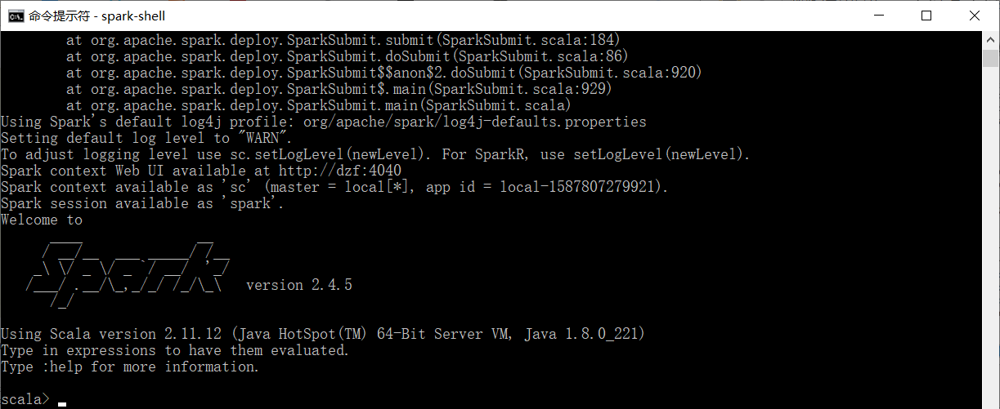 命令提示符 - spark-shell
        at org.apache.spark.deploy.SparkSubmit.submit(SparkSubmit.scala:184)
        at org.apache.spark.deploy.SparkSubmit.doSubmit(SparkSubmit.scala:86)
        at org.apache.spark.deploy.SparkSubmit$$anon$2.doSubmit(SparkSubmit.scala:920)
        at org.apache.spark.deploy.SparkSubmit$.main(SparkSubmit.scala:929)
        at org.apache.spark.deploy.SparkSubmit.main(SparkSubmit.scala)
Using Spark's default log4j profile: org/apache/spark/log4j-defaults.properties
Setting default log level to "WARN".
To adjust logging level use sc.setLogLevel(newLevel). For SparkR, use setLogLevel(newLevel).
Spark context Web UI available at http://dzf:4040
Spark context available as 'sc' (master = local[*], app id = local-1587807279921).
Spark session available as 'spark'.
Welcome to
      ____              __
     / __/__  ___ _____/ /__
    _\ \/ _ \/ _ `/ __/  '_/
   /___/ .__/\_,_/_/ /_/\_\   version 2.4.5
      /_/
Using Scala version 2.11.12 (Java HotSpot(TM) 64-Bit Server VM, Java 1.8.0_221)
Type in expressions to have them evaluated.
Type :help for more information.
scala>